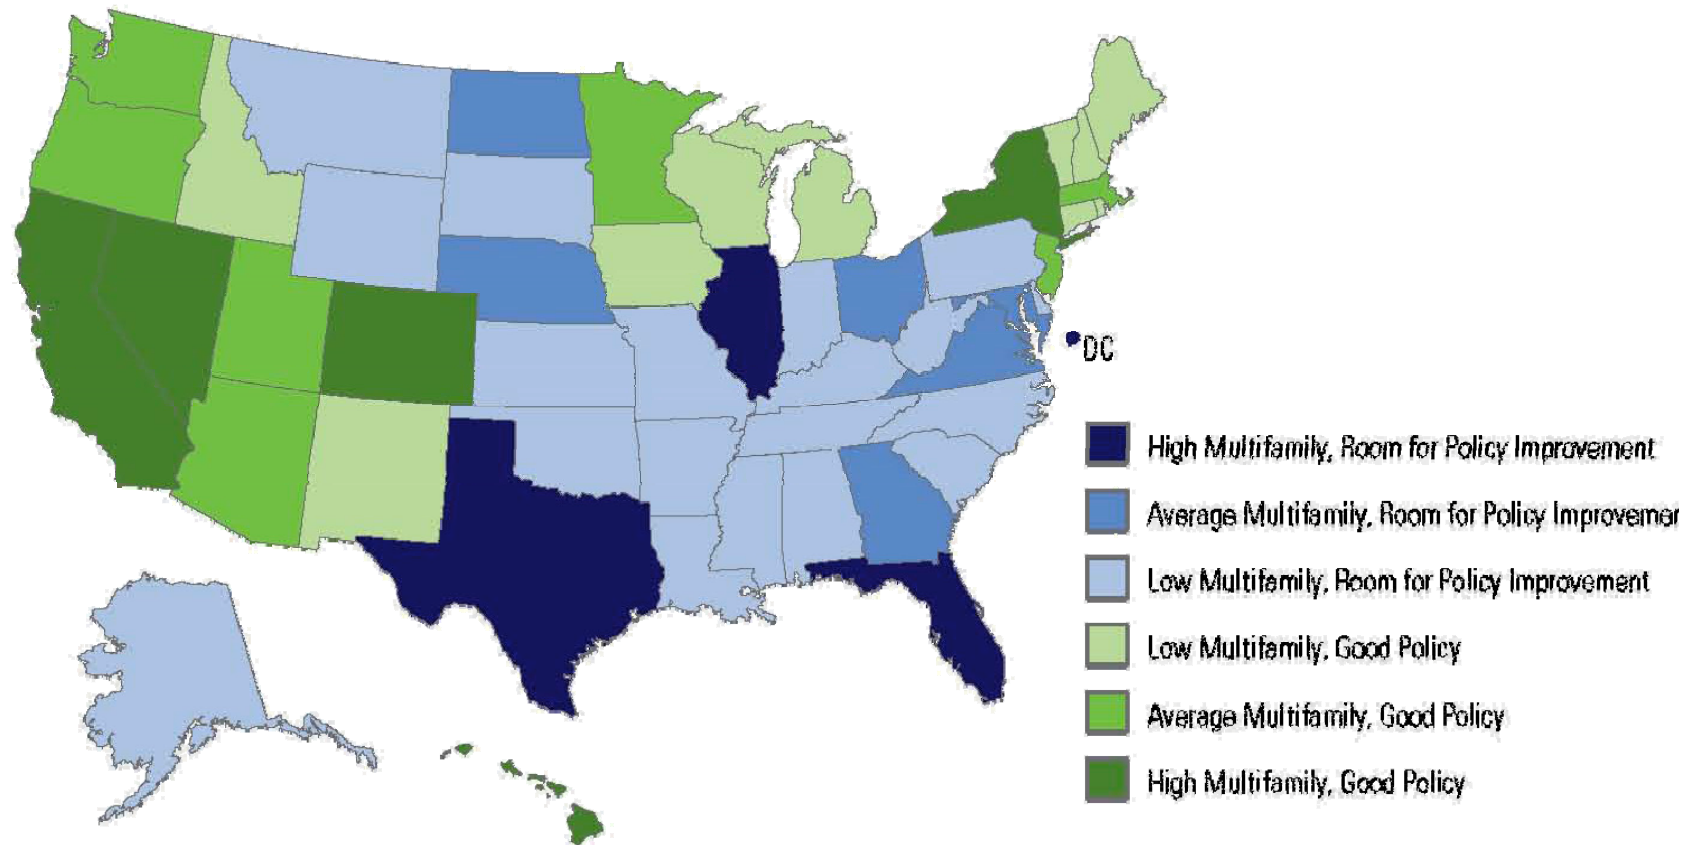 DC
High Multifamily, Room for Policy Improvement
Average Multifamily, Room for Policy Improvemer
Low Multifamily, Room for Policy Improvement
Low Multifamily, Good Policy
Average Multifamily, Good Policy
High Multifamily, Good Policy